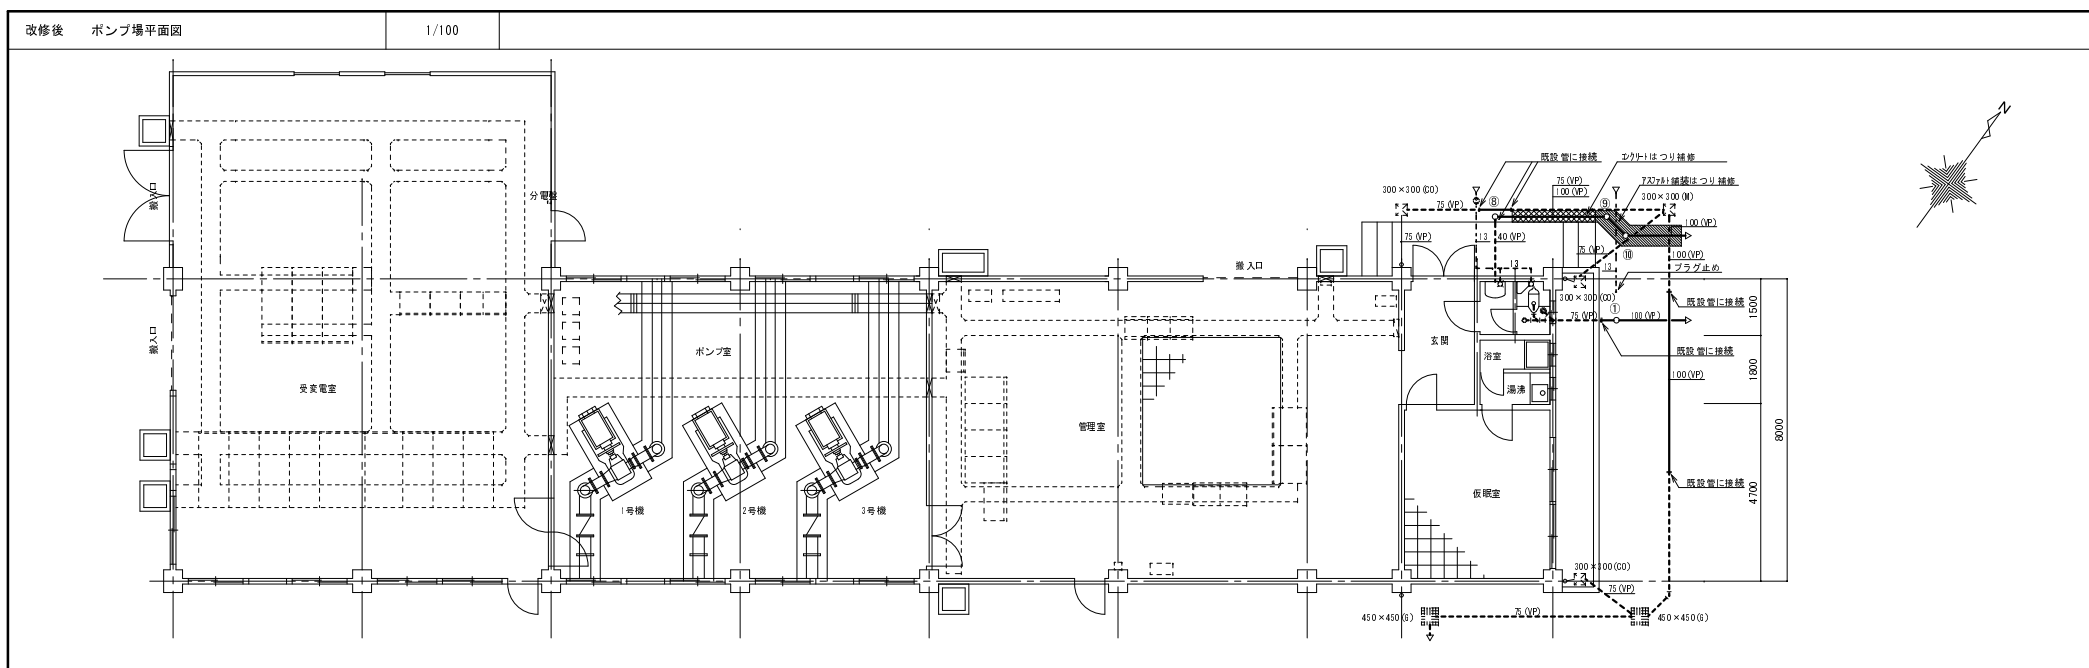 改修後　ポンプ場平面図
1/100
N
搬入口
分電盤
搬入口
受変電室
ポンプ室
1号機
2号機
3号機
搬入口
管理室
玄関
浴室
湯沸
仮眠室
既設管に接続
コンクリートはつり補修
アスファルト舗装はつり補修
300×300(CO)
75(VP)
75(VP)
100(VP)
300×300(M)
⑧
⑨
⑩
100(VP)
75(VP)
13
40(VP)
75(VP)
100(VP)
13
13
プラグ止め
300×300(CO)
既設管に接続
75(VP)
①
100(VP)
既設管に接続
100(VP)
既設管に接続
1500
1800
4700
8000
300×300(CO)
75(VP)
450×450(G)
75(VP)
450×450(G)